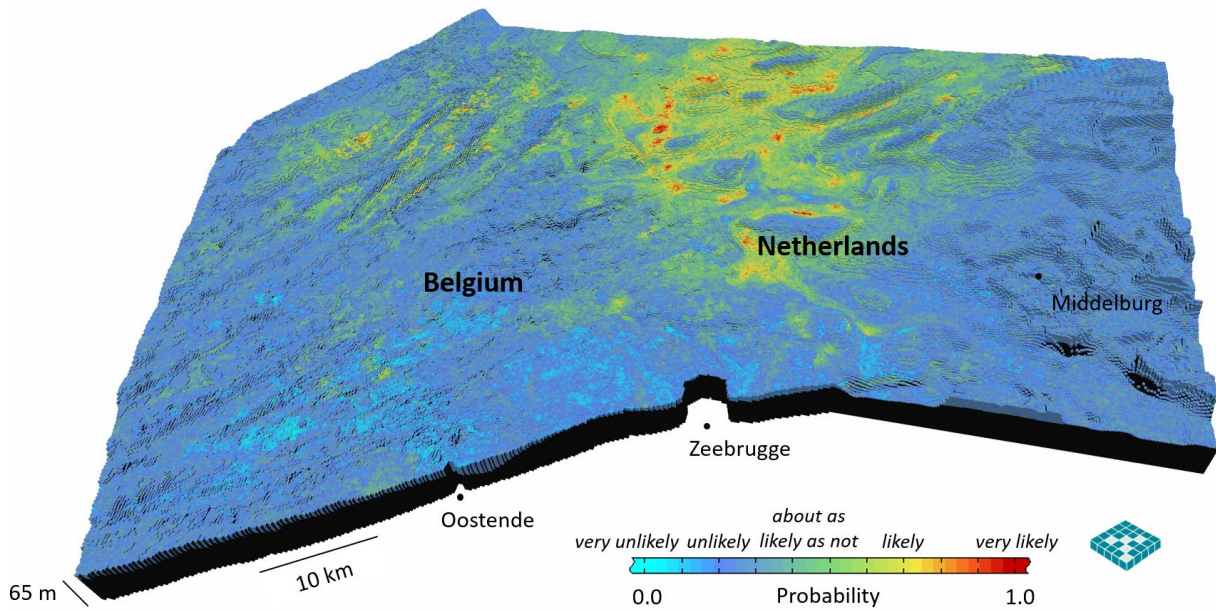 Belgium
Netherlands
Middelburg
Zeebrugge
Oostende
10 km
65 m
very unlikely unlikely about as likely as not likely very likely
0.0 Probability 1.0